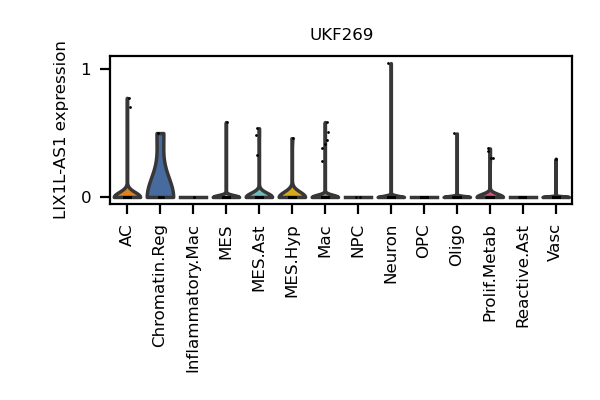 UKF269
LIX1L-AS1 expression
1
0
AC
Chromatin.Reg
Inflammatory.Mac
MES
MES.Ast
MES.Hyp
Mac
NPC
Neuron
OPC
Oligo
Prolif.Metab
Reactive.Ast
Vasc